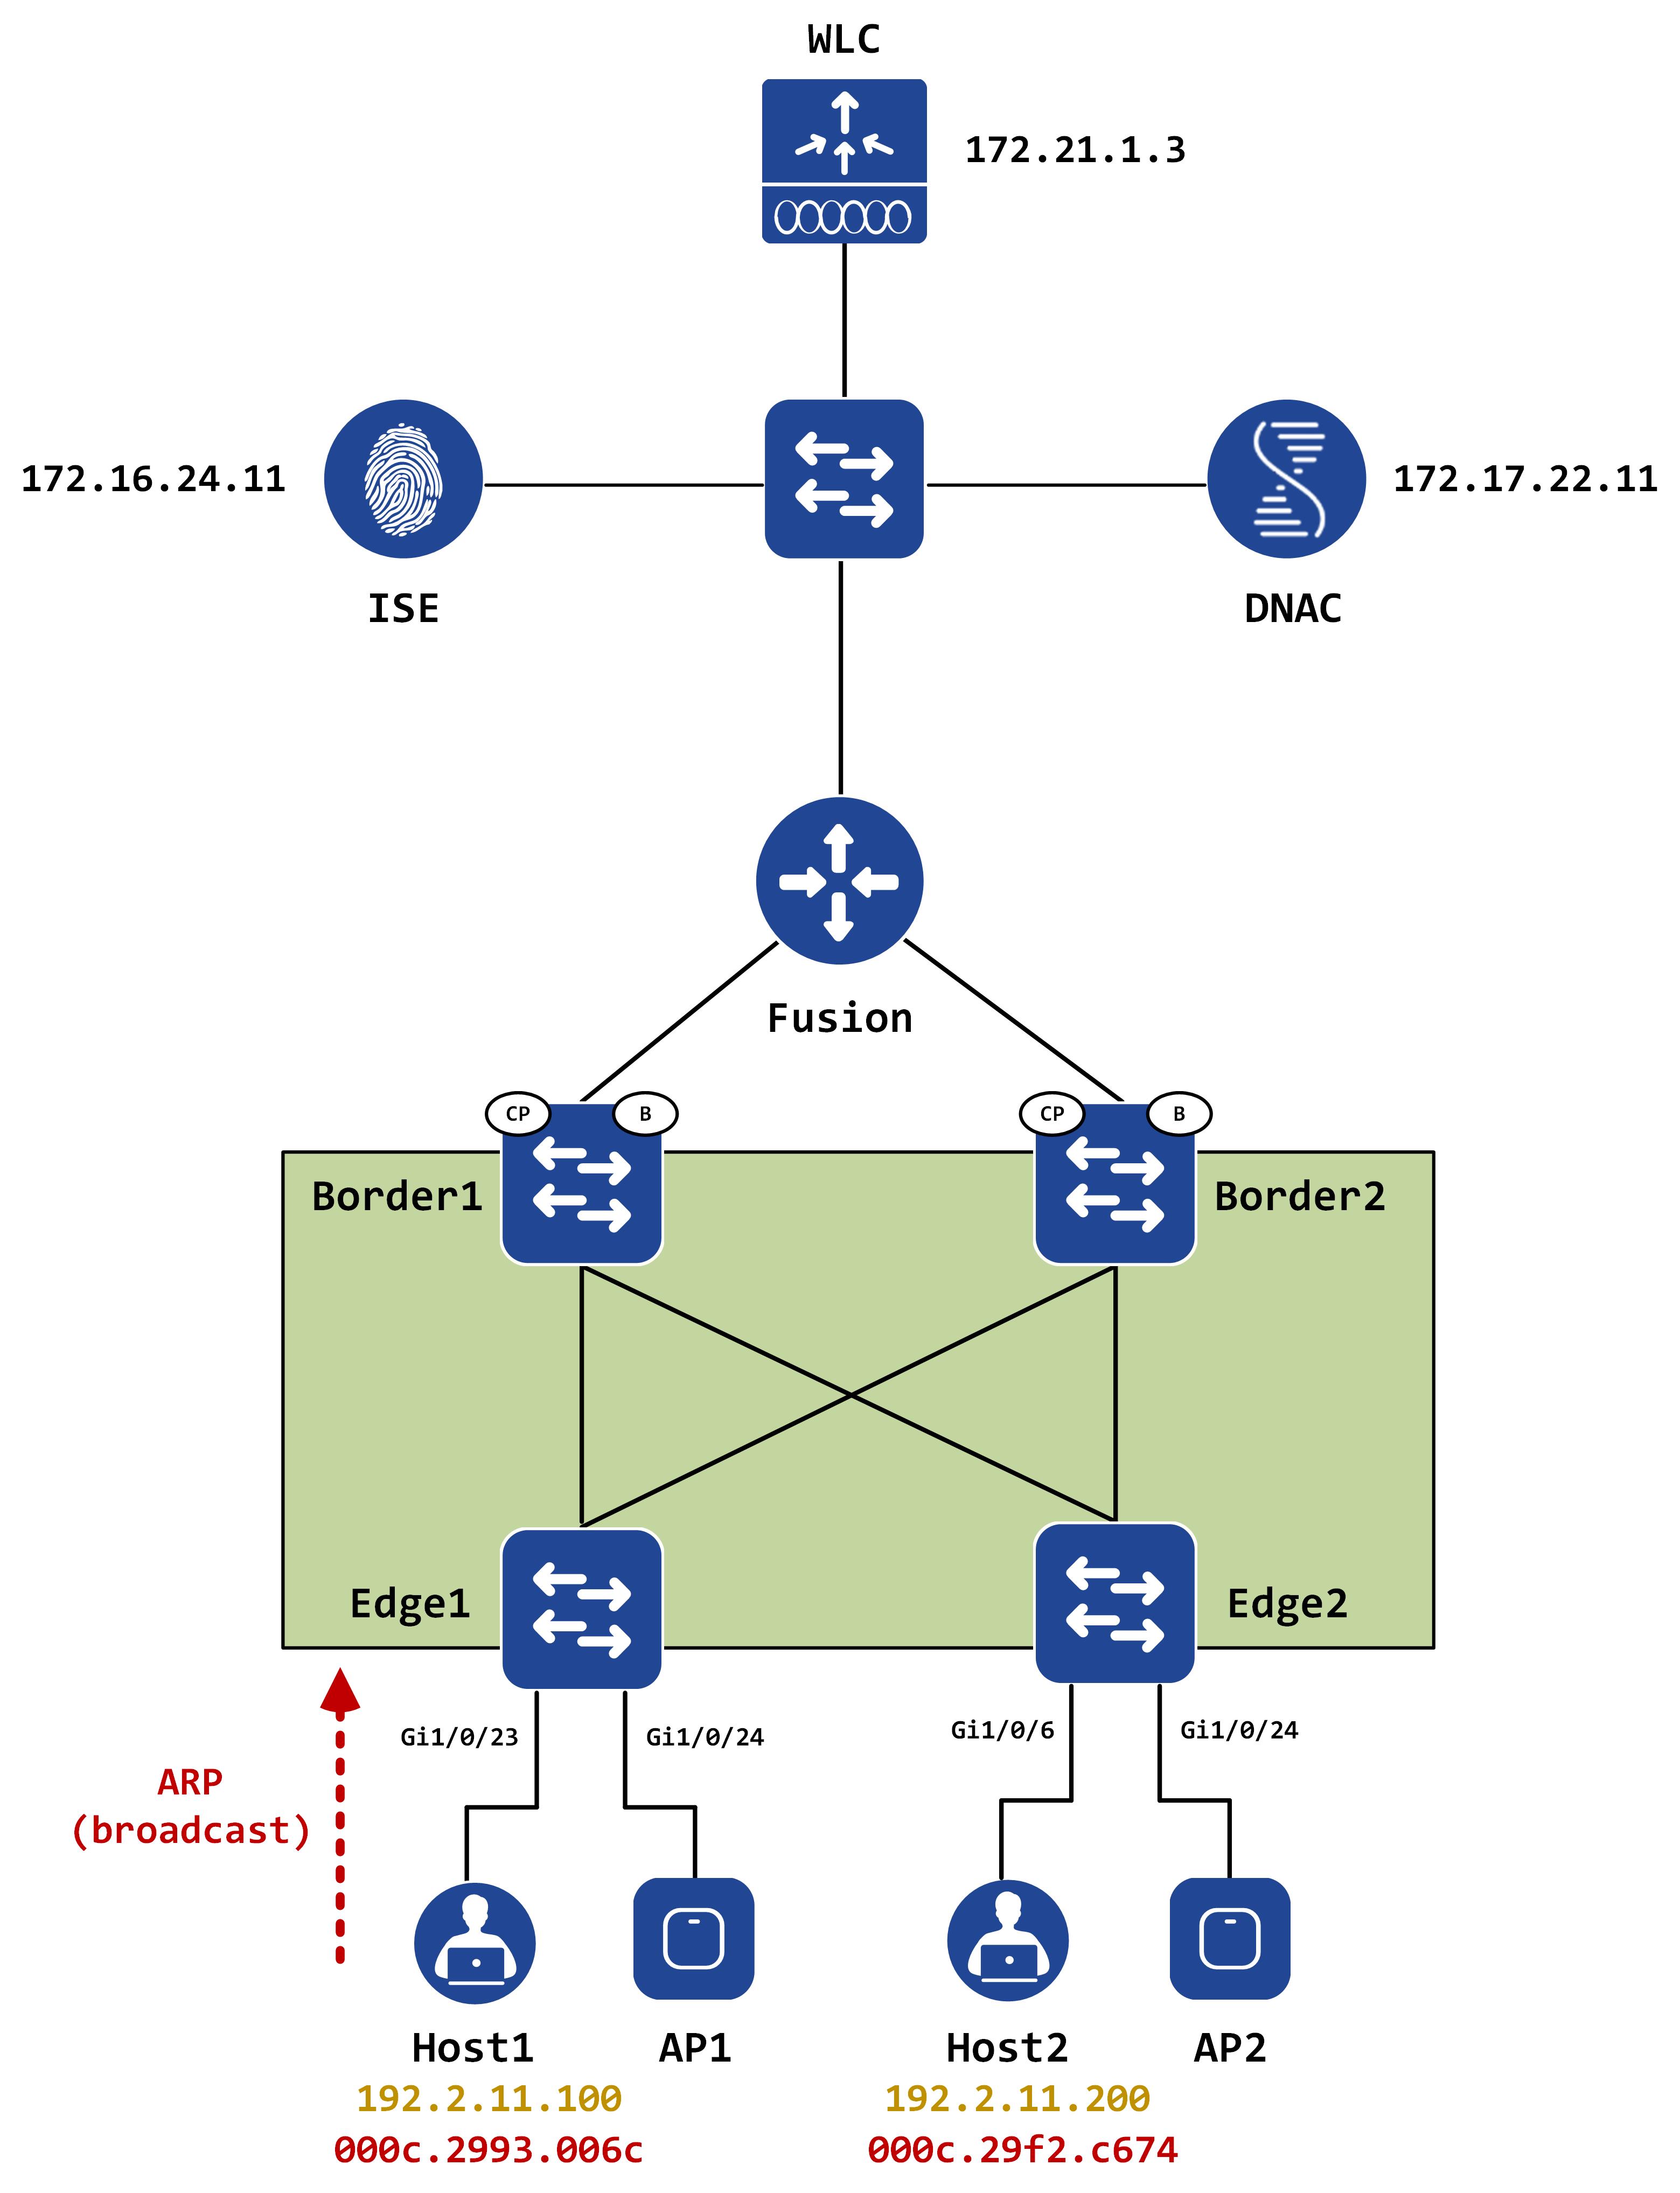 WLC
172.21.1.3
172.16.24.11
172.17.22.11
ISE
DNAC
Fusion
CP
B
CP
B
Border1
Border2
Edge1
Edge2
Gi1/0/23
Gi1/0/24
Gi1/0/6
Gi1/0/24
ARP
(broadcast)
Host1
AP1
Host2
AP2
192.2.11.100
192.2.11.200
000c.2993.006c
000c.29f2.c674